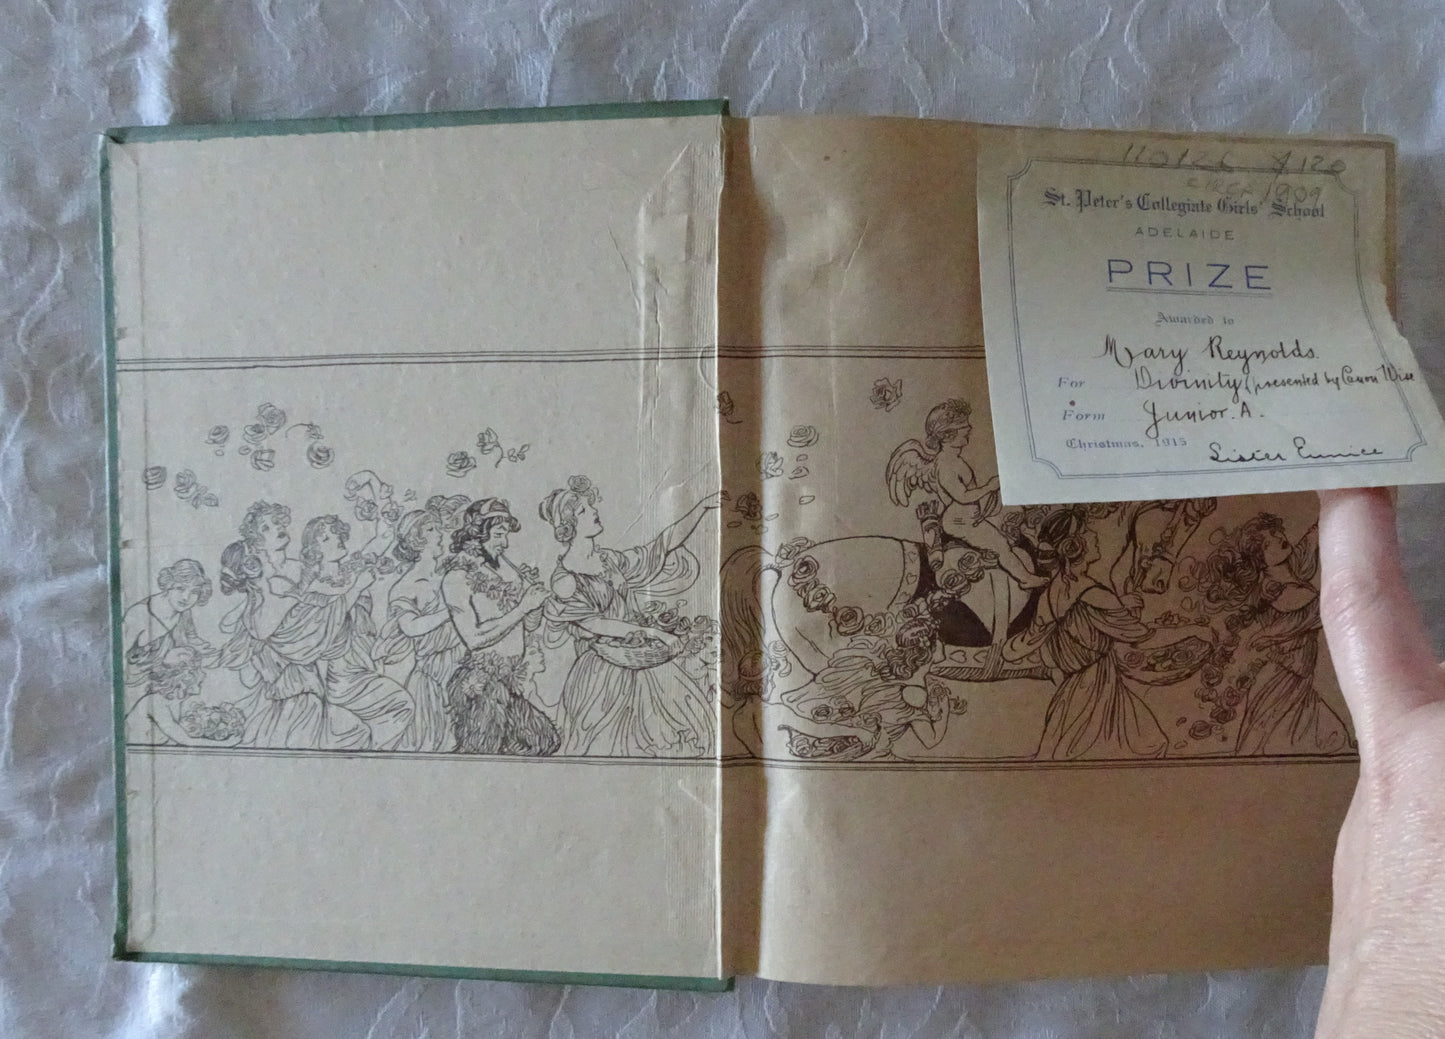 110126 $120
circa 1909
St. Peter's Collegiate Girls' School
ADELAIDE
PRIZE
Awarded to
Mary Reynolds.
For Divinity (presented by Canon Wise
Form Junior. A.
Christmas, 1915
Sister Eunice